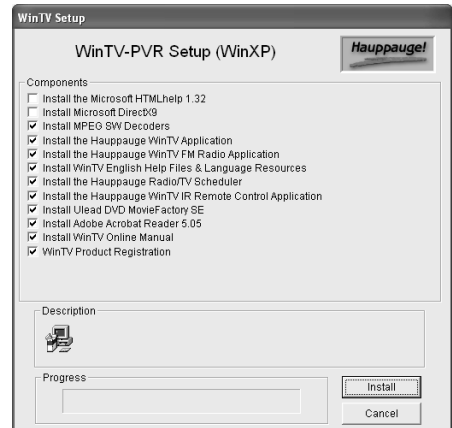 WinTV Setup
WinTV-PVR Setup (WinXP)
Hauppauge!
Components
Install the Microsoft HTMLhelp 1.32
Install Microsoft DirectX9
Install MPEG SW Decoders
Install the Hauppauge WinTV Application
Install the Hauppauge WinTV FM Radio Application
Install WinTV English Help Files & Language Resources
Install the Hauppauge Radio/TV Scheduler
Install the Hauppauge WinTV IR Remote Control Application
Install Ulead DVD MovieFactory SE
Install Adobe Acrobat Reader 5.05
Install WinTV Online Manual
WinTV Product Registration
Description
Progress
Install
Cancel